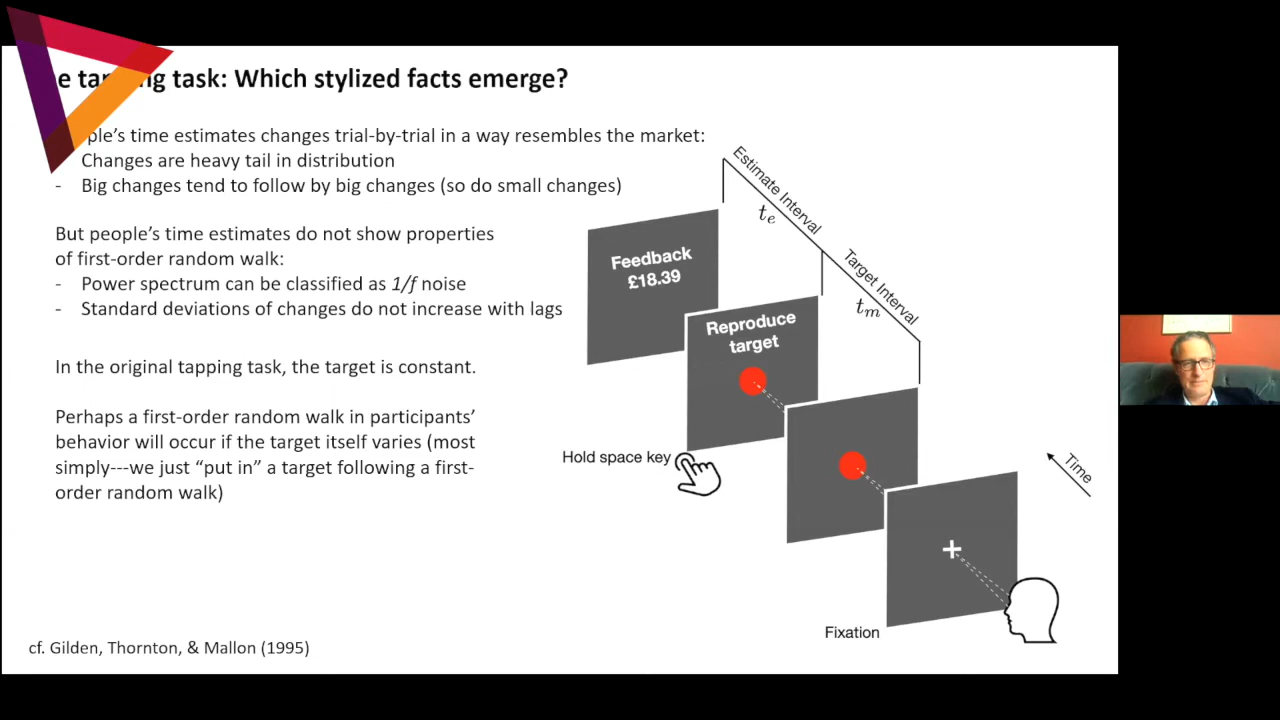 e tapping task: Which stylized facts emerge?
ple's time estimates changes trial-by-trial in a way resembles the market:
Changes are heavy tail in distribution
- Big changes tend to follow by big changes (so do small changes)
But people's time estimates do not show properties
of first-order random walk:
- Power spectrum can be classified as 1/f noise
- Standard deviations of changes do not increase with lags
In the original tapping task, the target is constant.
Perhaps a first-order random walk in participants'
behavior will occur if the target itself varies (most
simply---we just "put in" a target following a first-
order random walk)
cf. Gilden, Thornton, & Mallon (1995)
Estimate Interval
te
Target Interval
tm
Feedback
£18.39
Reproduce
target
Hold space key
Time
Fixation